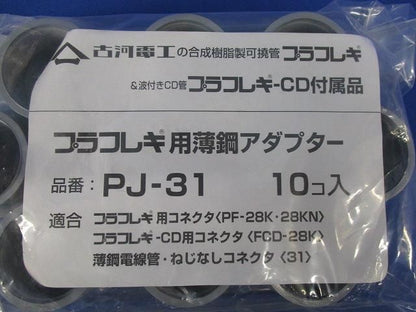 古河電工の合成樹脂製可撓管プラフレキ®
&波付きCD管プラフレキ®-CD付属品
プラフレキ®用薄鋼アダプター
品番：PJ-31 10コ入
適合 プラフレキ®用コネクタ〈PF-28K・28KN〉
プラフレキ®-CD用コネクタ〈FCD-28K〉
薄鋼電線管・ねじなしコネクタ〈31〉